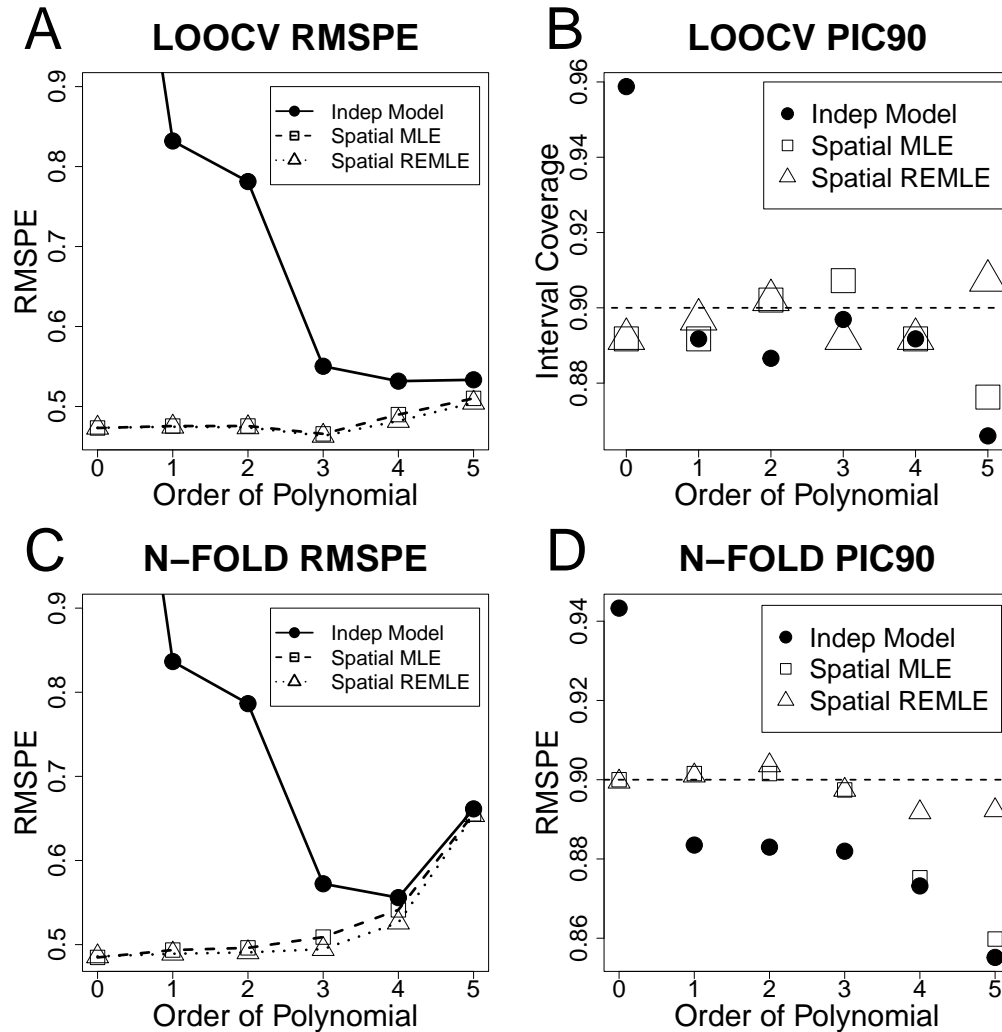 A
LOOCV RMSPE
RMSPE
0.9
0.8
0.7
0.6
0.5
Indep Model
Spatial MLE
Spatial REMLE
0 1 2 3 4 5
Order of Polynomial
B
LOOCV PIC90
Interval Coverage
0.96
0.94
0.92
0.90
0.88
Indep Model
Spatial MLE
Spatial REMLE
0 1 2 3 4 5
Order of Polynomial
C
N−FOLD RMSPE
RMSPE
0.9
0.8
0.7
0.6
0.5
Indep Model
Spatial MLE
Spatial REMLE
0 1 2 3 4 5
Order of Polynomial
D
N−FOLD PIC90
RMSPE
0.94
0.92
0.90
0.88
0.86
Indep Model
Spatial MLE
Spatial REMLE
0 1 2 3 4 5
Order of Polynomial